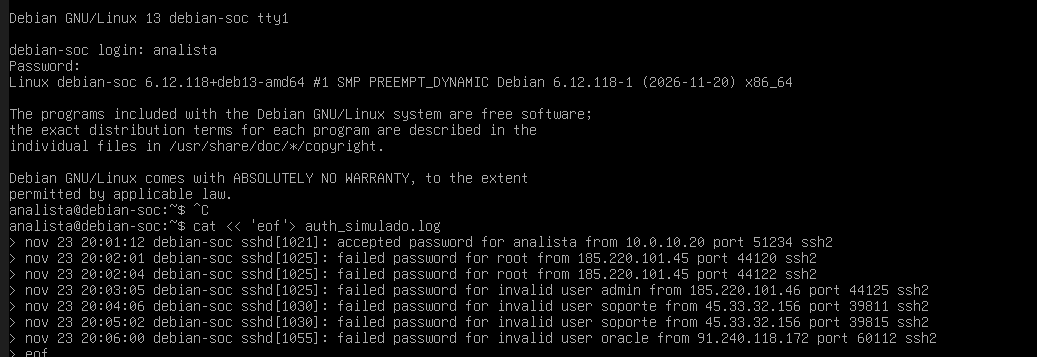 Debian GNU/Linux 13 debian-soc tty1
debian-soc login: analista
Password:
Linux debian-soc 6.12.118+deb13-amd64 #1 SMP PREEMPT_DYNAMIC Debian 6.12.118-1 (2026-11-20) x86_64
The programs included with the Debian GNU/Linux system are free software;
the exact distribution terms for each program are described in the
individual files in /usr/share/doc/*/copyright.
Debian GNU/Linux comes with ABSOLUTELY NO WARRANTY, to the extent
permitted by applicable law.
analista@debian-soc:~$ ^C
analista@debian-soc:~$ cat << 'eof'> auth_simulado.log
> nov 23 20:01:12 debian-soc sshd[1021]: accepted password for analista from 10.0.10.20 port 51234 ssh2
> nov 23 20:02:01 debian-soc sshd[1025]: failed password for root from 185.220.101.45 port 44120 ssh2
> nov 23 20:02:04 debian-soc sshd[1025]: failed password for root from 185.220.101.45 port 44122 ssh2
> nov 23 20:03:05 debian-soc sshd[1025]: failed password for invalid user admin from 185.220.101.46 port 44125 ssh2
> nov 23 20:04:06 debian-soc sshd[1030]: failed password for invalid user soporte from 45.33.32.156 port 39811 ssh2
> nov 23 20:05:02 debian-soc sshd[1030]: failed password for invalid user soporte from 45.33.32.156 port 39815 ssh2
> nov 23 20:06:00 debian-soc sshd[1055]: failed password for invalid user oracle from 91.240.118.172 port 60112 ssh2
> eof